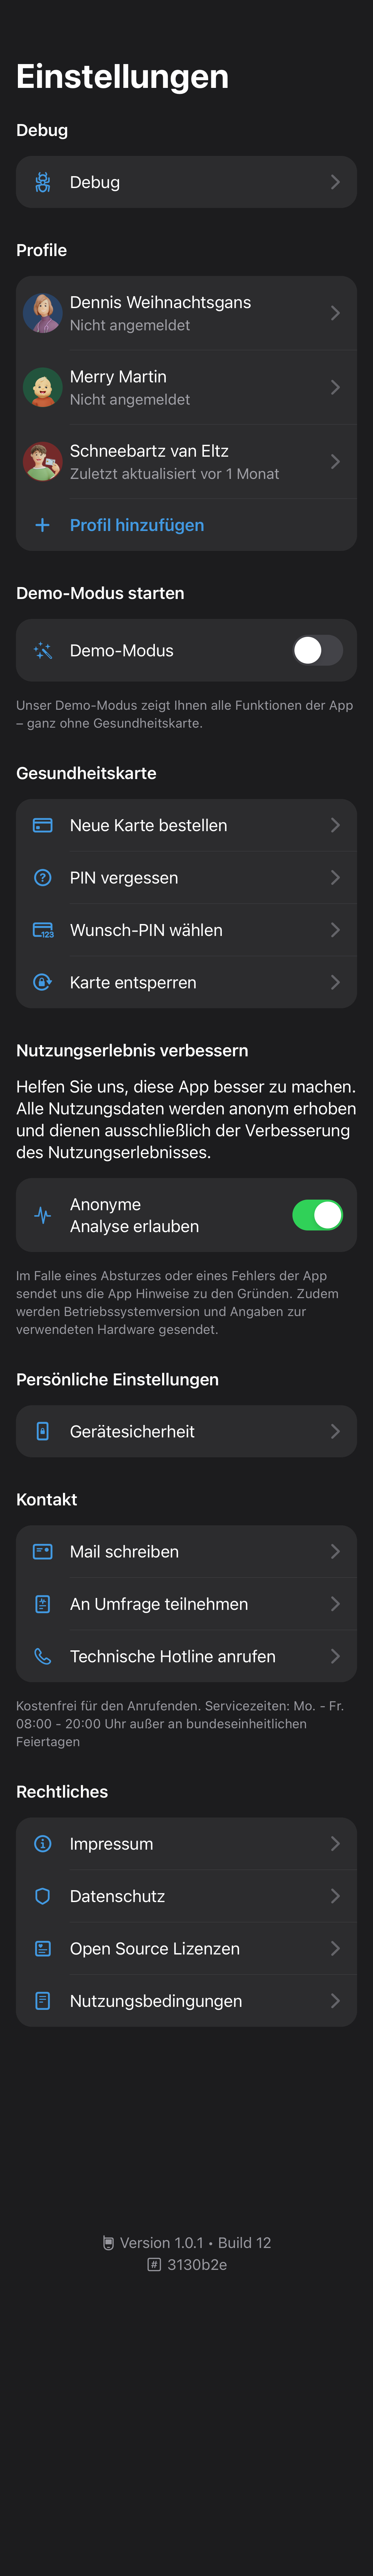 Einstellungen
Debug
Debug
Profile
Dennis Weihnachtsgans
Nicht angemeldet
Merry Martin
Nicht angemeldet
Schneebartz van Eltz
Zuletzt aktualisiert vor 1 Monat
Profil hinzufügen
Demo-Modus starten
Demo-Modus
Unser Demo-Modus zeigt Ihnen alle Funktionen der App
– ganz ohne Gesundheitskarte.
Gesundheitskarte
Neue Karte bestellen
PIN vergessen
Wunsch-PIN wählen
Karte entsperren
Nutzungserlebnis verbessern
Helfen Sie uns, diese App besser zu machen.
Alle Nutzungsdaten werden anonym erhoben
und dienen ausschließlich der Verbesserung
des Nutzungserlebnisses.
Anonyme
Analyse erlauben
Im Falle eines Absturzes oder eines Fehlers der App
sendet uns die App Hinweise zu den Gründen. Zudem
werden Betriebssystemversion und Angaben zur
verwendeten Hardware gesendet.
Persönliche Einstellungen
Gerätesicherheit
Kontakt
Mail schreiben
An Umfrage teilnehmen
Technische Hotline anrufen
Kostenfrei für den Anrufenden. Servicezeiten: Mo. - Fr.
08:00 - 20:00 Uhr außer an bundeseinheitlichen
Feiertagen
Rechtliches
Impressum
Datenschutz
Open Source Lizenzen
Nutzungsbedingungen
Version 1.0.1 • Build 12
# 3130b2e